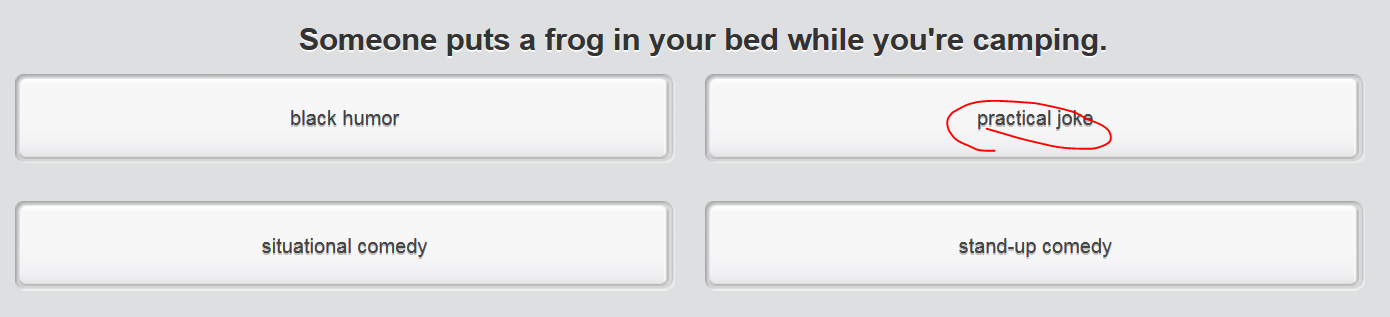 Someone puts a frog in your bed while you're camping.
black humor
practical joke
situational comedy
stand-up comedy